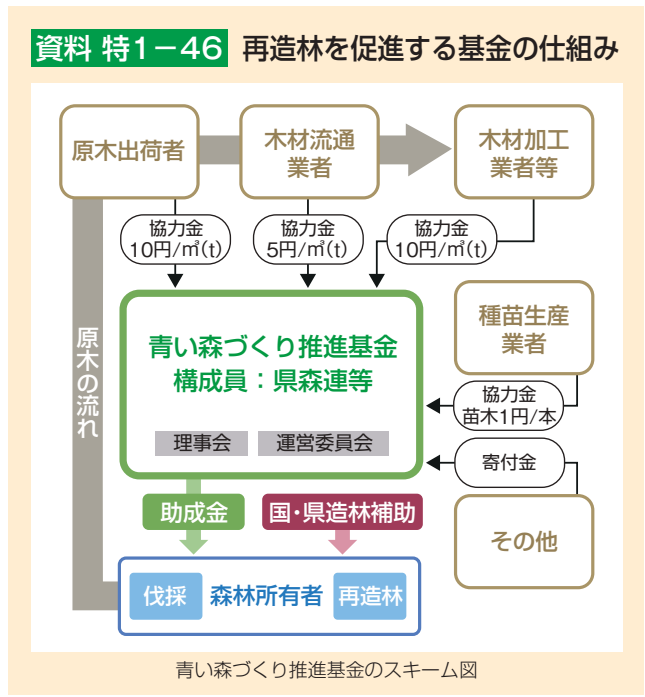 資料 特1－46 再造林を促進する基金の仕組み
原木出荷者
木材流通
業者
木材加工
業者等
協力金
10円/㎥(t)
協力金
5円/㎥(t)
協力金
10円/㎥(t)
原木の流れ
青い森づくり推進基金
構成員：県森連等
理事会
運営委員会
種苗生産
業者
協力金
苗木1円/本
寄付金
その他
助成金
国・県造林補助
伐採
森林所有者
再造林
青い森づくり推進基金のスキーム図